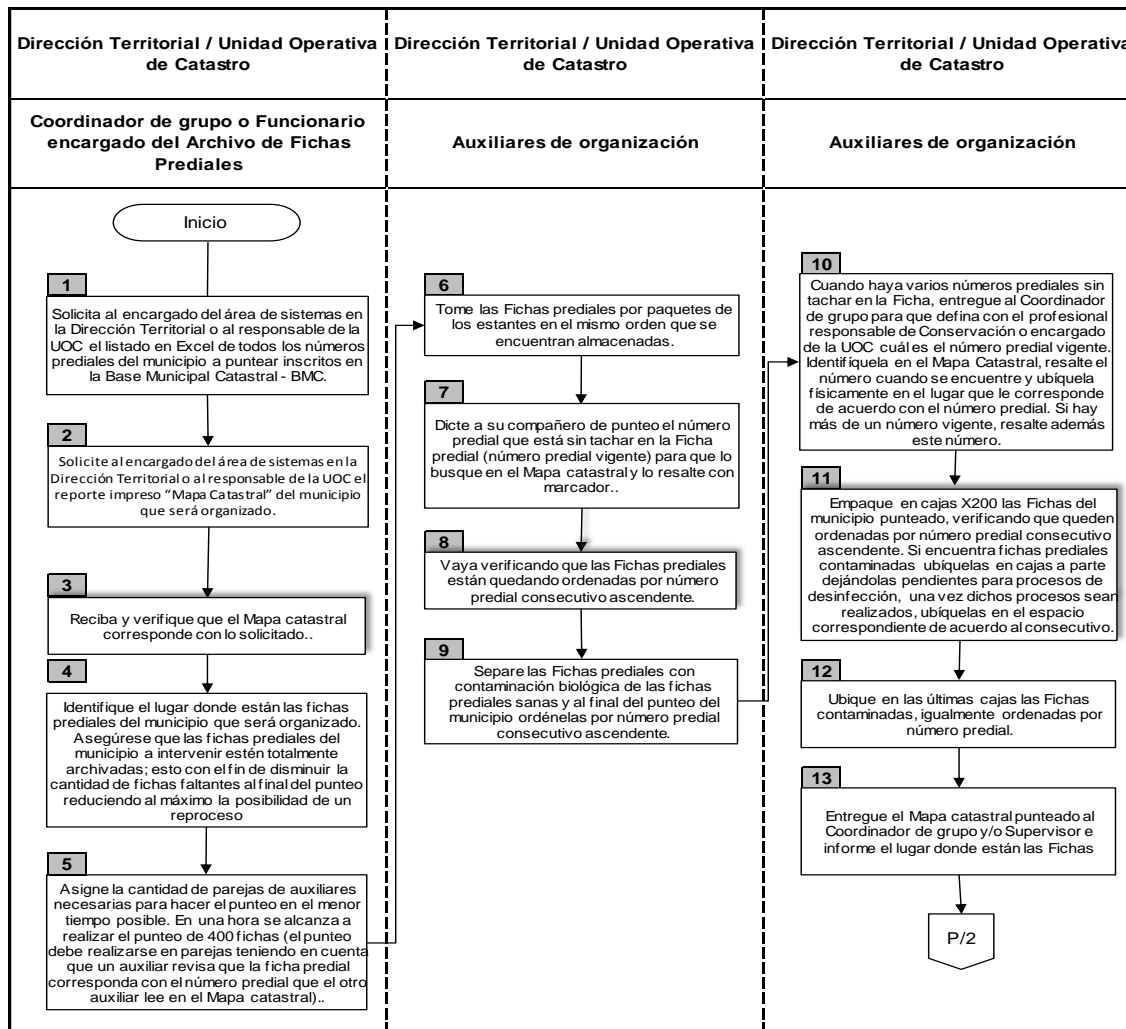 Dirección Territorial / Unidad Operativa
de Catastro
Dirección Territorial / Unidad Operativa
de Catastro
Dirección Territorial / Unidad Operativa
de Catastro
Coordinador de grupo o Funcionario
encargado del Archivo de Fichas
Prediales
Auxiliares de organización
Auxiliares de organización
Inicio
1
Solicita al encargado del área de sistemas en
la Dirección Territorial o al responsable de la
UOC el listado en Excel de todos los números
prediales del municipio a puntear inscritos en
la Base Municipal Catastral - BMC.
2
Solicite al encargado del área de sistemas en la
Dirección Territorial o al responsable de la UOC el
reporte impreso “Mapa Catastral” del municipio
que será organizado.
3
Reciba y verifique que el Mapa catastral
corresponde con lo solicitado..
4
Identifique el lugar donde están las fichas
prediales del municipio que será organizado.
Asegúrese que las fichas prediales del
municipio a intervenir estén totalmente
archivadas; esto con el fin de disminuir la
cantidad de fichas faltantes al final del punteo
reduciendo al máximo la posibilidad de un
reproceso
5
Asigne la cantidad de parejas de auxiliares
necesarias para hacer el punteo en el menor
tiempo posible. En una hora se alcanza a
realizar el punteo de 400 fichas (el punteo
debe realizarse en parejas teniendo en cuenta
que un auxiliar revisa que la ficha predial
corresponda con el número predial que el otro
auxiliar lee en el Mapa catastral)..
6
Tome las Fichas prediales por paquetes de
los estantes en el mismo orden que se
encuentran almacenadas.
7
Dicte a su compañero de punteo el número
predial que está sin tachar en la Ficha
predial (número predial vigente) para que lo
busque en el Mapa catastral y lo resalte con
marcador..
8
Vaya verificando que las Fichas prediales
están quedando ordenadas por número
predial consecutivo ascendente.
9
Separe las Fichas prediales con
contaminación biológica de las fichas
prediales sanas y al final del punteo del
municipio ordénelas por número predial
consecutivo ascendente.
10
Cuando haya varios números prediales sin
tachar en la Ficha, entregue al Coordinador
de grupo para que defina con el profesional
responsable de Conservación o encargado
de la UOC cuál es el número predial vigente.
Identifíquela en el Mapa Catastral, resalte el
número cuando se encuentre y ubíquela
físicamente en el lugar que le corresponde
de acuerdo con el número predial. Si hay
más de un número vigente, resalte además
este número.
11
Empaque en cajas X200 las Fichas del
municipio punteado, verificando que queden
ordenadas por número predial consecutivo
ascendente. Si encuentra fichas prediales
contaminadas ubíquelas en cajas a parte
dejándolas pendientes para procesos de
desinfección, una vez dichos procesos sean
realizados, ubíquelas en el espacio
correspondiente de acuerdo al consecutivo.
12
Ubique en las últimas cajas las Fichas
contaminadas, igualmente ordenadas por
número predial.
13
Entregue el Mapa catastral punteado al
Coordinador de grupo y/o Supervisor e
informe el lugar donde están las Fichas
P/2